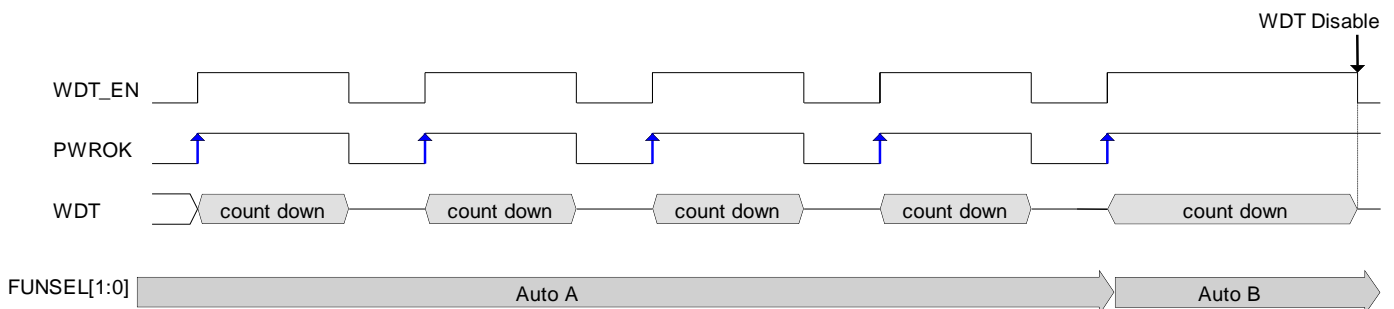 WDT Disable
WDT_EN
PWROK
WDT count down count down count down count down count down
FUNSEL[1:0] Auto A Auto B